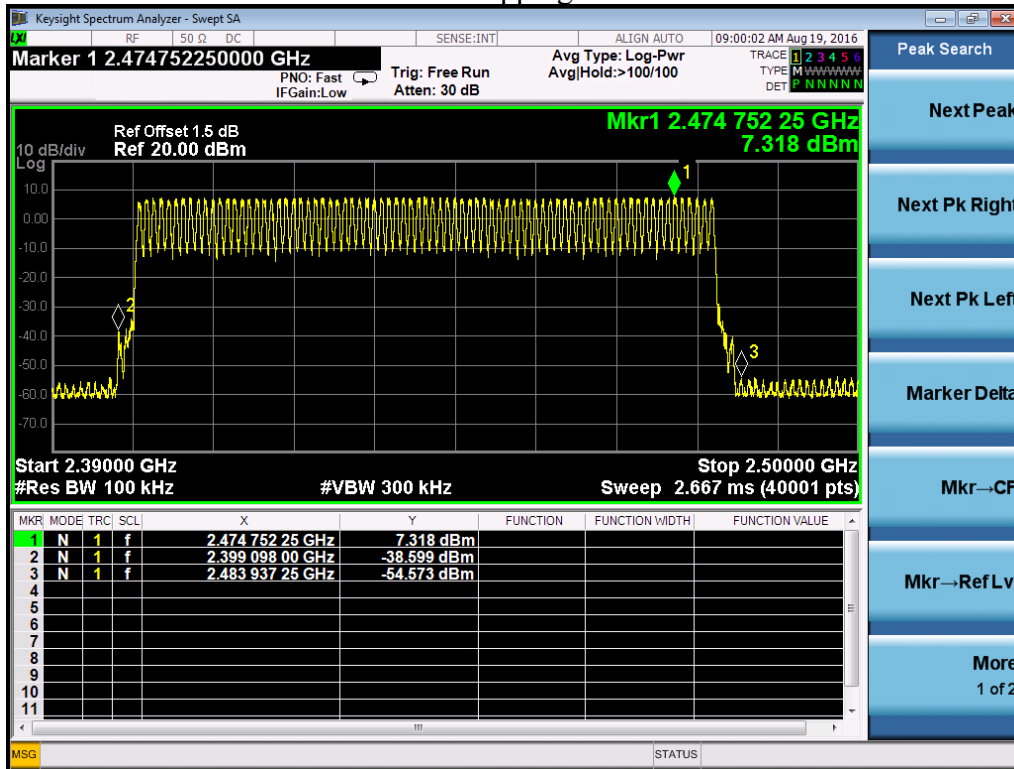 Keysight Spectrum Analyzer - Swept SA
LXI RF 50 Ω DC SENSE:INT ALIGN AUTO 09:00:02 AM Aug 19, 2016
Marker 1 2.474752250000 GHz
PNO: Fast
IFGain:Low
Trig: Free Run
Atten: 30 dB
Avg Type: Log-Pwr
Avg|Hold:>100/100
TRACE 1 2 3 4 5 6
TYPE M WWWWW
DET P N N N N N
Mkr1 2.474 752 25 GHz
7.318 dBm
Ref Offset 1.5 dB
10 dB/div Ref 20.00 dBm
Log
10.0
0.00
-10.0
-20.0
-30.0
-40.0
-50.0
-60.0
-70.0
1
2
3
Start 2.39000 GHz Stop 2.50000 GHz
#Res BW 100 kHz #VBW 300 kHz Sweep 2.667 ms (40001 pts)
MKR MODE TRC SCL X Y FUNCTION FUNCTION WIDTH FUNCTION VALUE
1 N 1 f 2.474 752 25 GHz 7.318 dBm
2 N 1 f 2.399 098 00 GHz -38.599 dBm
3 N 1 f 2.483 937 25 GHz -54.573 dBm
4
5
6
7
8
9
10
11
MSG STATUS
Peak Search
Next Peak
Next Pk Right
Next Pk Left
Marker Delta
Mkr→CF
Mkr→Ref Lv
More
1 of 2